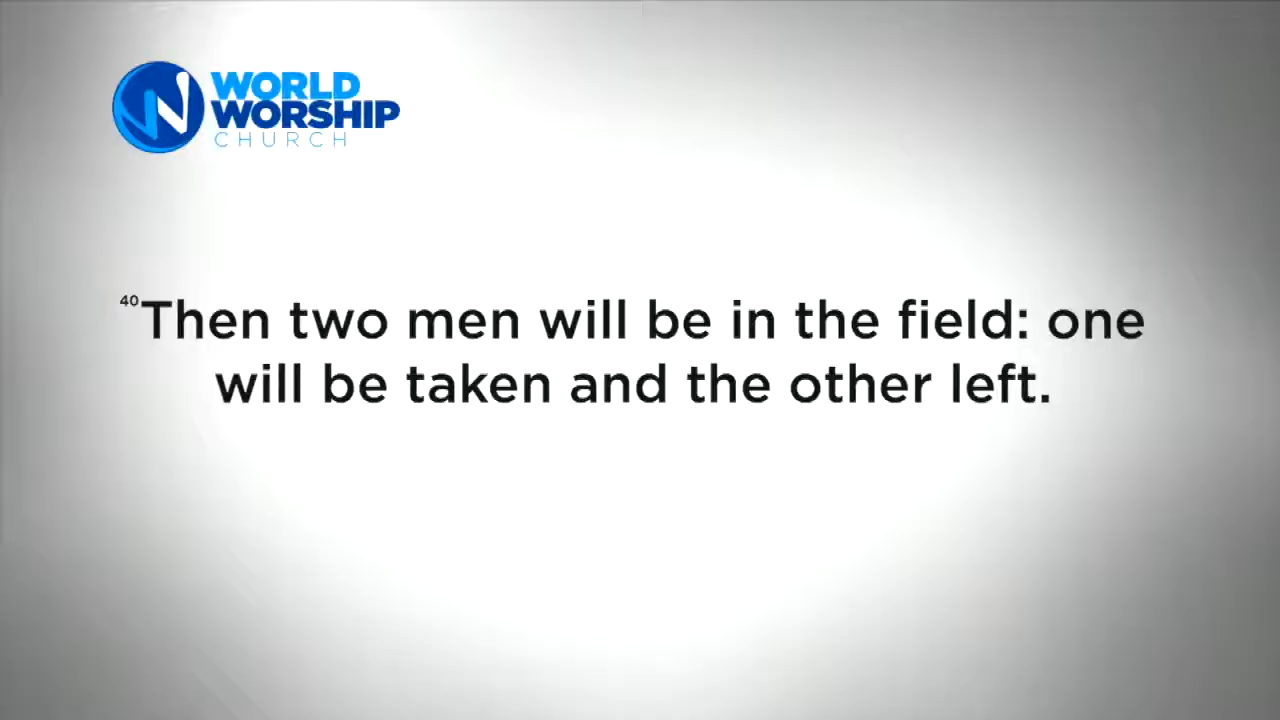 WORLD
WORSHIP
CHURCH
40Then two men will be in the field: one
will be taken and the other left.